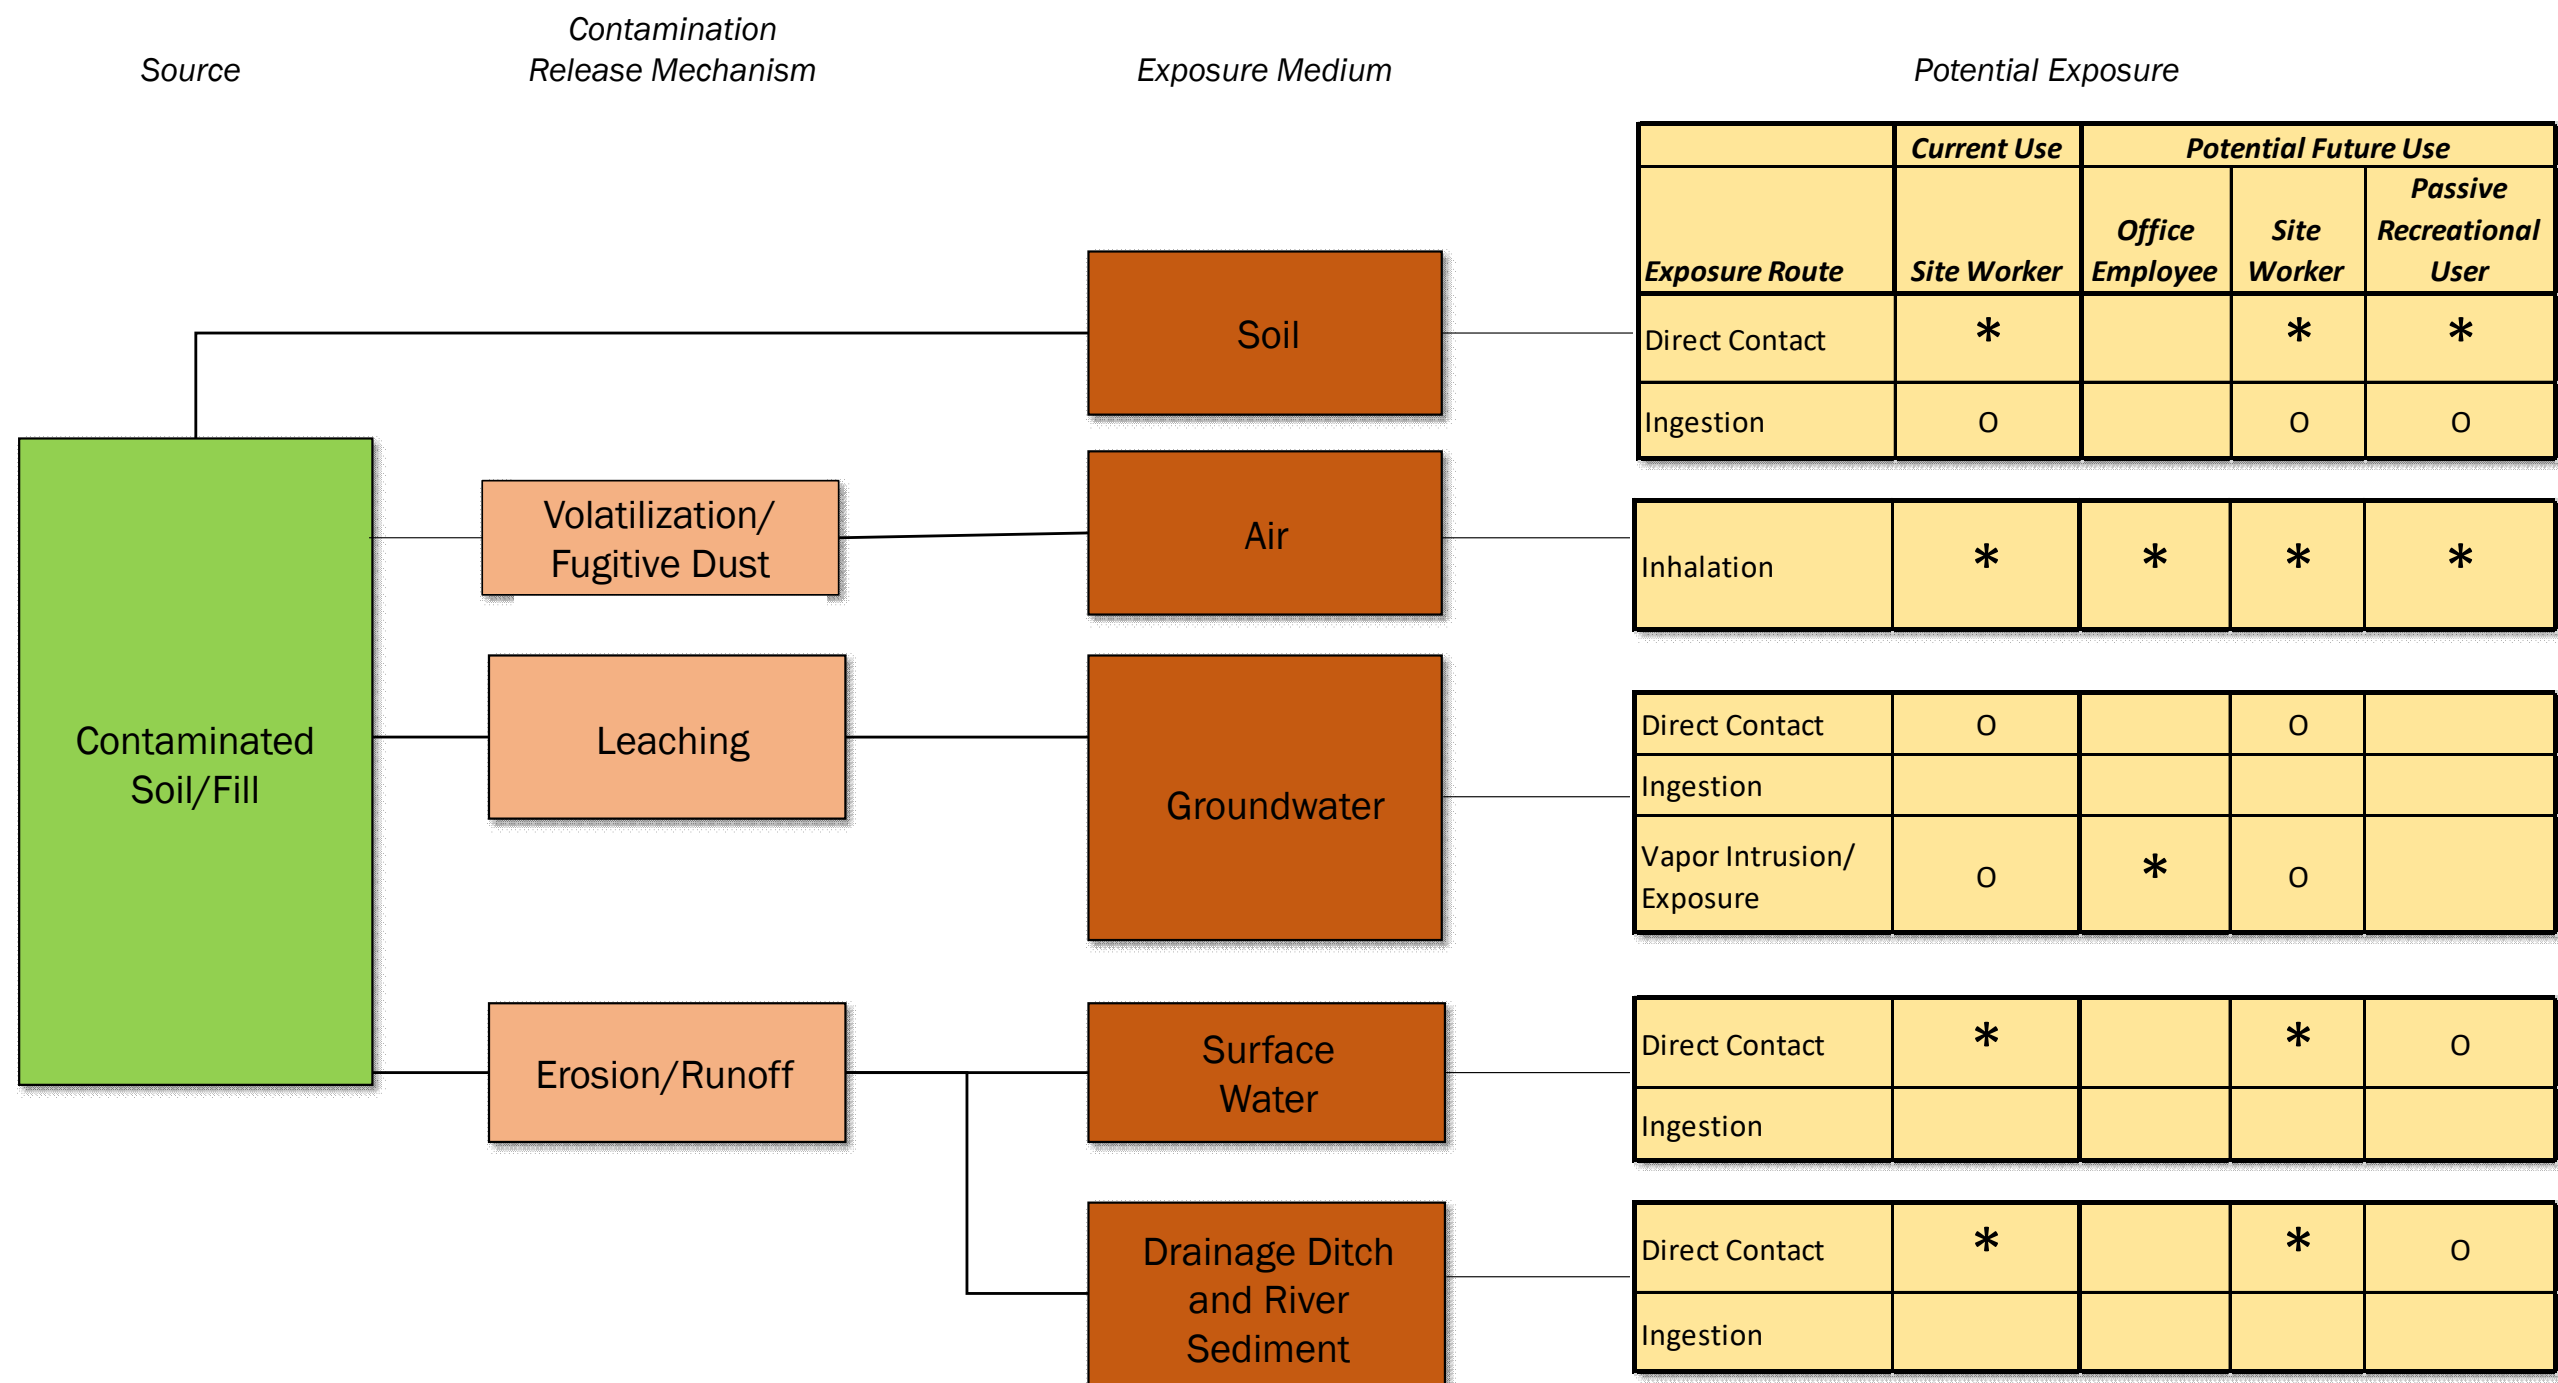 Source
Contamination
Release Mechanism
Exposure Medium
Potential Exposure
Current Use
Potential Future Use
Exposure Route
Site Worker
Office
Employee
Site
Worker
Passive
Recreational
User
Soil
Direct Contact * * *
Ingestion O O O
Contaminated
Soil/Fill
Volatilization/
Fugitive Dust
Air
Inhalation * * * *
Leaching
Groundwater
Direct Contact O O
Ingestion
Vapor Intrusion/
Exposure
O * O
Erosion/Runoff
Surface
Water
Direct Contact * * O
Ingestion
Drainage Ditch
and River
Sediment
Direct Contact * * O
Ingestion